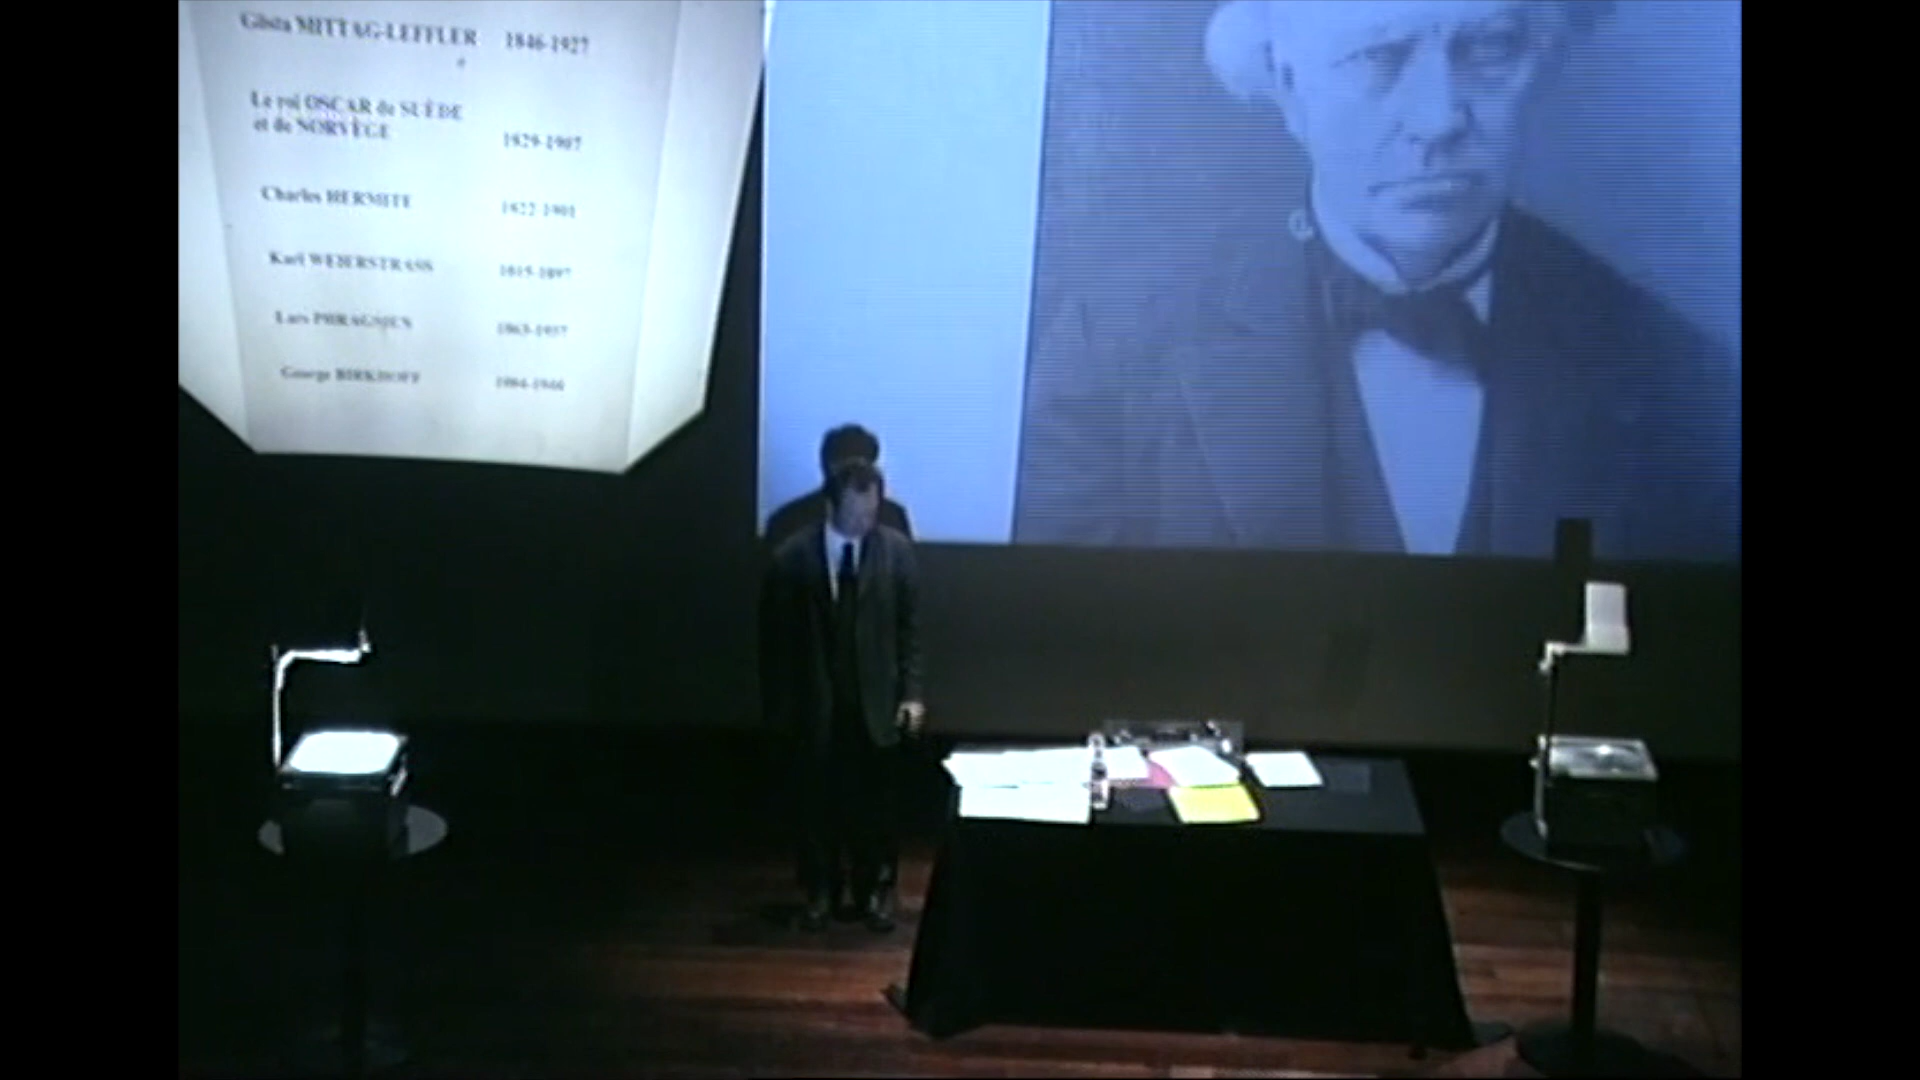 Gösta MITTAG-LEFFLER 1846-1927
Le roi OSCAR de SUÈDE
et de NORVÈGE 1829-1907
Charles HERMITE 1822-1901
Karl WEIERSTRASS 1815-1897
Lars PHRAGMEN 1863-1937
George BIRKHOFF 1884-1944